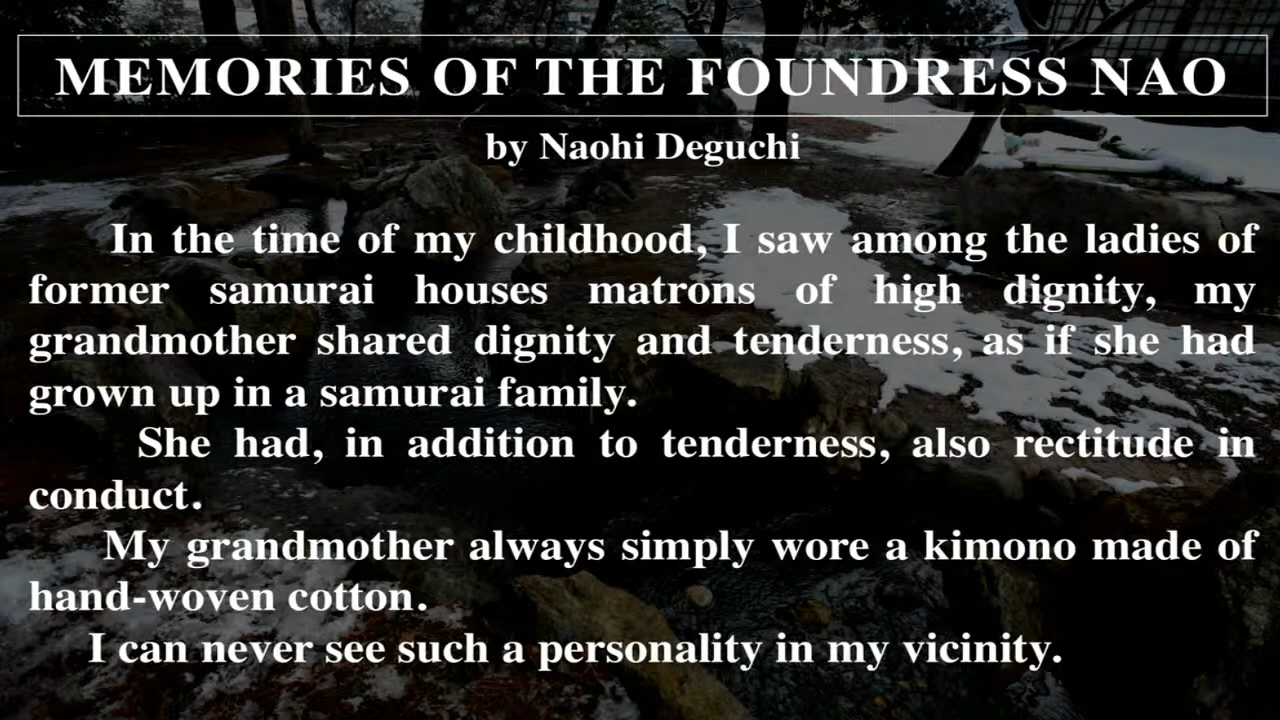 MEMORIES OF THE FOUNDRESS NAO
by Naohi Deguchi
In the time of my childhood, I saw among the ladies of
former samurai houses matrons of high dignity, my
grandmother shared dignity and tenderness, as if she had
grown up in a samurai family.
She had, in addition to tenderness, also rectitude in
conduct.
My grandmother always simply wore a kimono made of
hand-woven cotton.
I can never see such a personality in my vicinity.